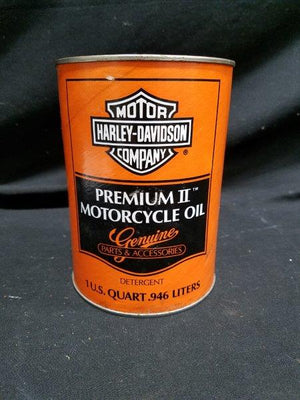 MOTOR
HARLEY-DAVIDSON
COMPANY ®
PREMIUM II™
MOTORCYCLE OIL
Genuine
PARTS & ACCESSORIES
DETERGENT
1 U.S. QUART .946 LITERS